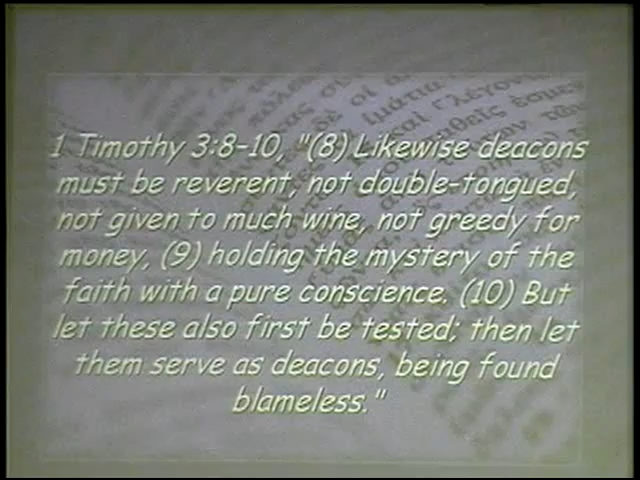 1 Timothy 3:8-10, "(8) Likewise deacons
must be reverent, not double-tongued,
not given to much wine, not greedy for
money, (9) holding the mystery of the
faith with a pure conscience. (10) But
let these also first be tested; then let
them serve as deacons, being found
blameless."